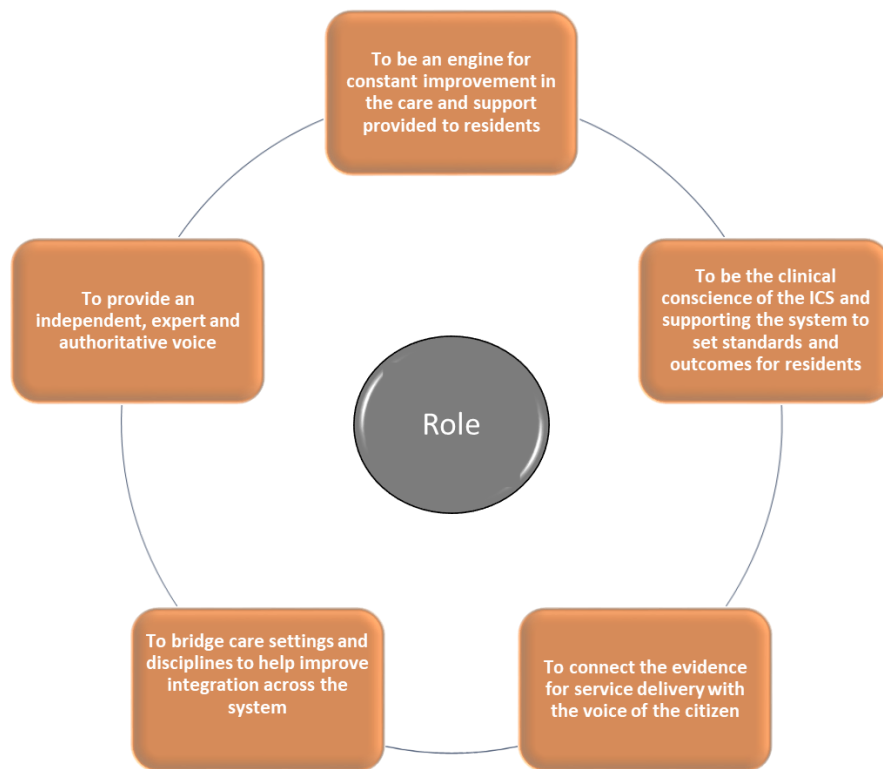 To be an engine for
constant improvement in
the care and support
provided to residents
To be the clinical
conscience of the ICS and
supporting the system to
set standards and
outcomes for residents
To connect the evidence
for service delivery with
the voice of the citizen
To bridge care settings and
disciplines to help improve
integration across the
system
To provide an
independent, expert and
authoritative voice
Role